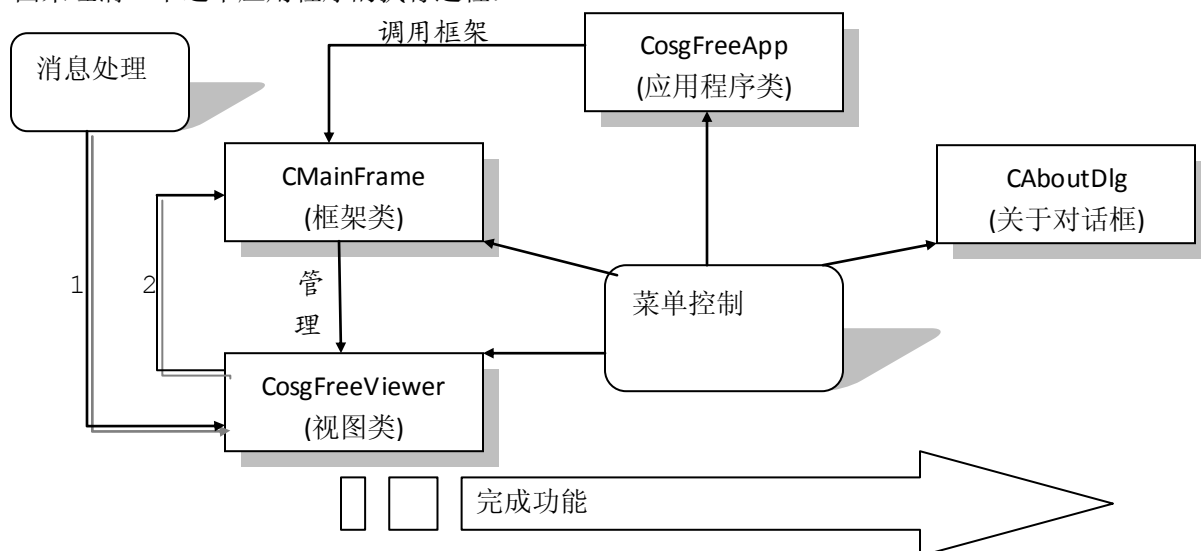 调用框架
消息处理
CosgFreeApp
(应用程序类)
CMainFrame
(框架类)
CAboutDlg
(关于对话框)
1
2
管
理
菜单控制
CosgFreeViewer
(视图类)
完成功能